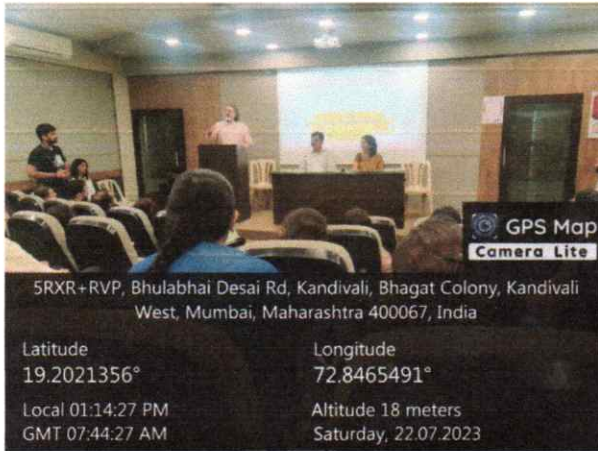 GPS Map
Camera Lite
5RXR+RVP, Bhulabhai Desai Rd, Kandivali, Bhagat Colony, Kandivali
West, Mumbai, Maharashtra 400067, India
Latitude
19.2021356°
Longitude
72.8465491°
Local 01:14:27 PM
GMT 07:44:27 AM
Altitude 18 meters
Saturday, 22.07.2023